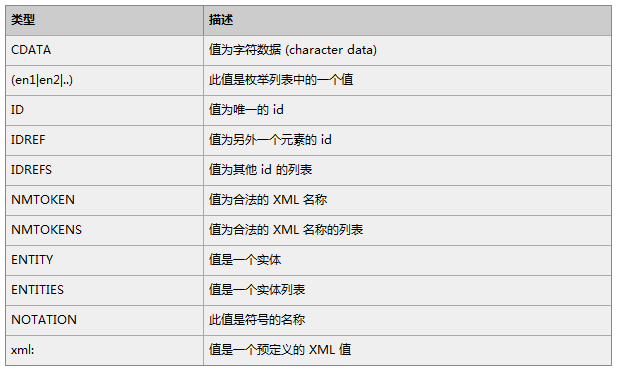 类型 描述
CDATA 值为字符数据 (character data)
(en1|en2|..) 此值是枚举列表中的一个值
ID 值为唯一的 id
IDREF 值为另外一个元素的 id
IDREFS 值为其他 id 的列表
NMTOKEN 值为合法的 XML 名称
NMTOKENS 值为合法的 XML 名称的列表
ENTITY 值是一个实体
ENTITIES 值是一个实体列表
NOTATION 此值是符号的名称
xml: 值是一个预定义的 XML 值